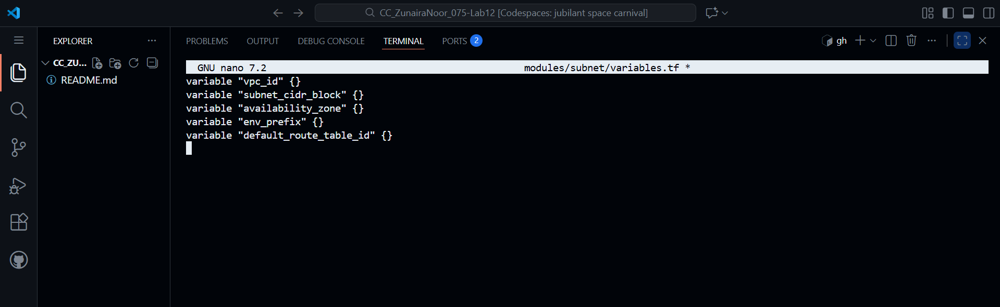 CC_ZunairaNoor_075-Lab12 [Codespaces: jubilant space carnival]
EXPLORER
PROBLEMS OUTPUT DEBUG CONSOLE TERMINAL PORTS 2
gh
CC_ZU...
README.md
GNU nano 7.2 modules/subnet/variables.tf *
variable "vpc_id" {}
variable "subnet_cidr_block" {}
variable "availability_zone" {}
variable "env_prefix" {}
variable "default_route_table_id" {}